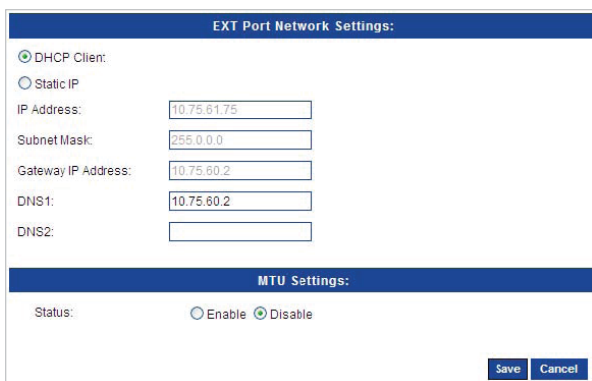 EXT Port Network Settings:
DHCP Client:
Static IP
IP Address: 10.75.61.75
Subnet Mask: 255.0.0.0
Gateway IP Address: 10.75.60.2
DNS1: 10.75.60.2
DNS2:
MTU Settings:
Status: Enable Disable
Save Cancel